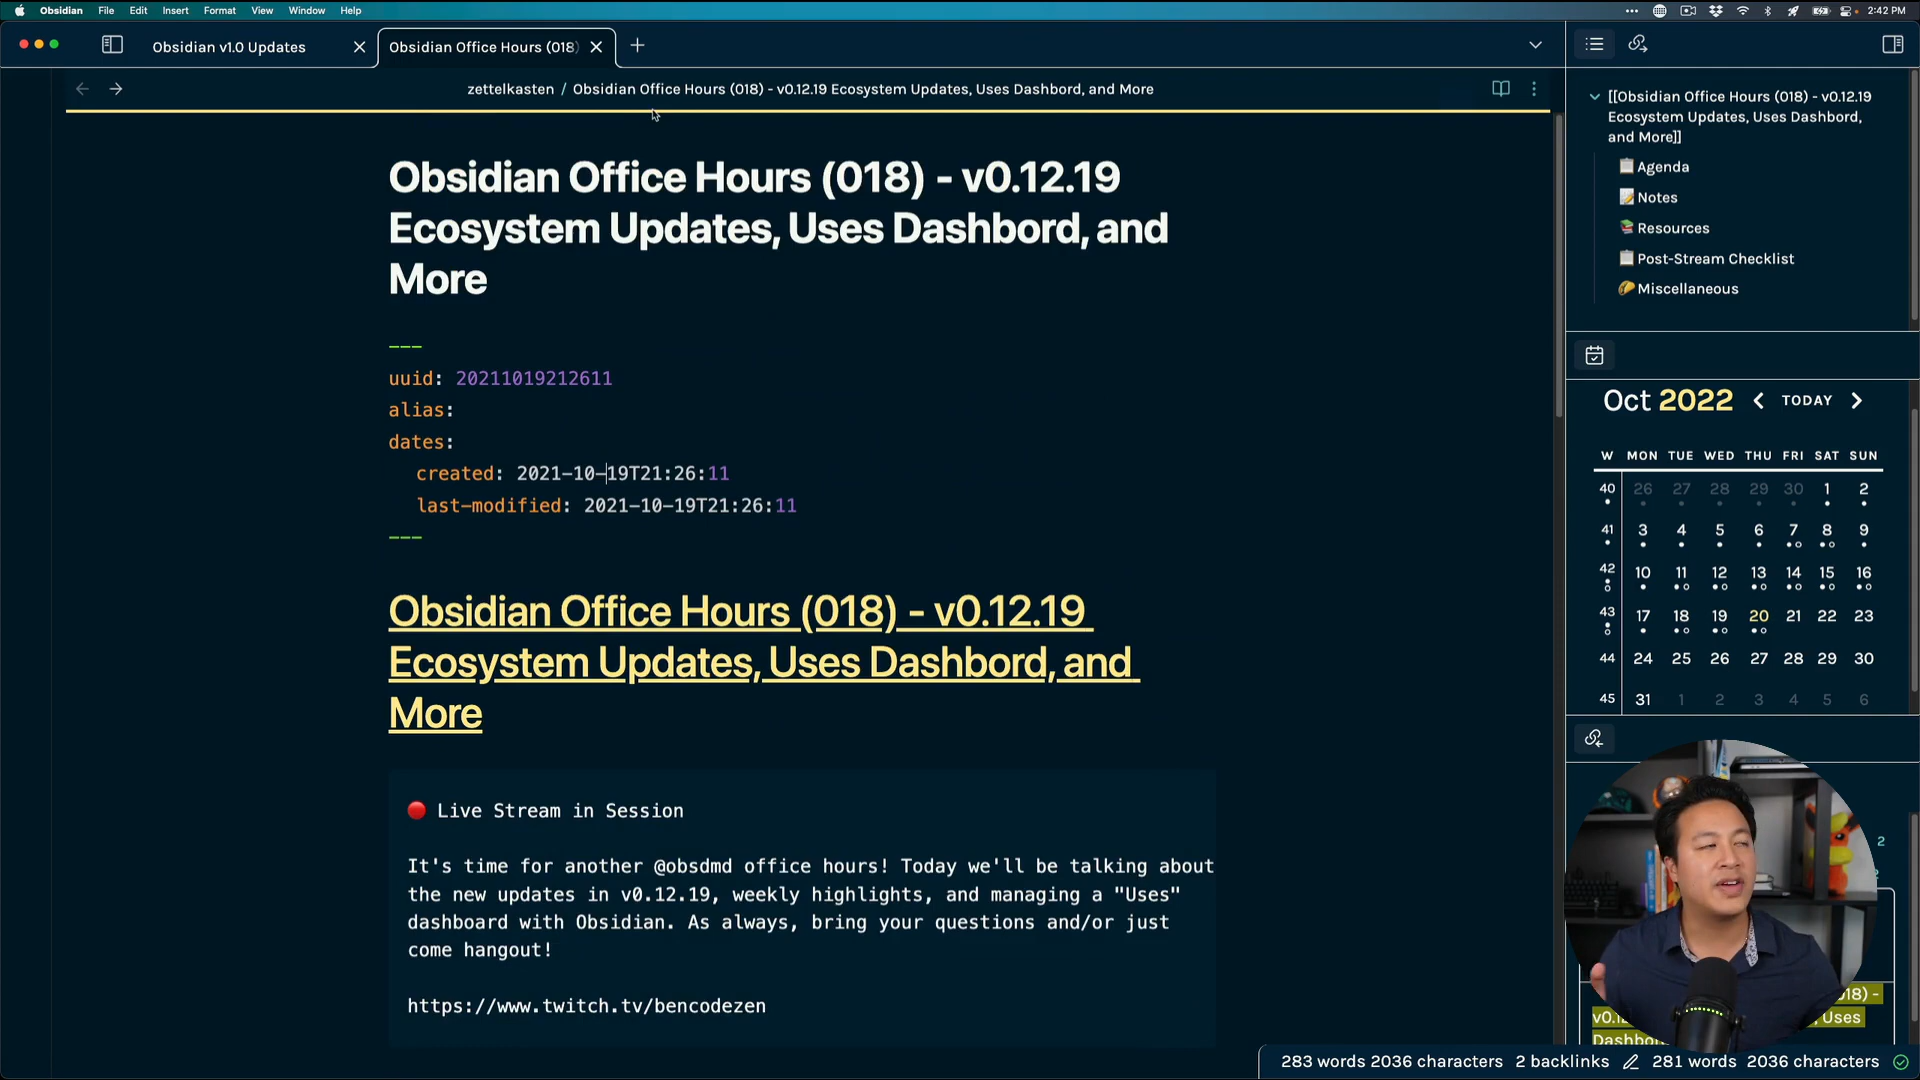 Obsidian File Edit Insert Format View Window Help 2:42 PM
Obsidian v1.0 Updates
Obsidian Office Hours (018)
zettelkasten / Obsidian Office Hours (018) - v0.12.19 Ecosystem Updates, Uses Dashbord, and More
Obsidian Office Hours (018) - v0.12.19
Ecosystem Updates, Uses Dashbord, and
More
---
uuid: 20211019212611
alias:
dates:
created: 2021-10-19T21:26:11
last-modified: 2021-10-19T21:26:11
---
Obsidian Office Hours (018) - v0.12.19
Ecosystem Updates, Uses Dashbord, and
More
Live Stream in Session
It's time for another @obsdmd office hours! Today we'll be talking about
the new updates in v0.12.19, weekly highlights, and managing a "Uses"
dashboard with Obsidian. As always, bring your questions and/or just
come hangout!
https://www.twitch.tv/bencodezen
[[Obsidian Office Hours (018) - v0.12.19
Ecosystem Updates, Uses Dashbord,
and More]]
Agenda
Notes
Resources
Post-Stream Checklist
Miscellaneous
Oct 2022 TODAY
W MON TUE WED THU FRI SAT SUN
40 26 27 28 29 30 1 2
41 3 4 5 6 7 8 9
42 10 11 12 13 14 15 16
43 17 18 19 20 21 22 23
44 24 25 26 27 28 29 30
45 31 1 2 3 4 5 6
2
018) -
Uses
283 words 2036 characters 2 backlinks 281 words 2036 characters